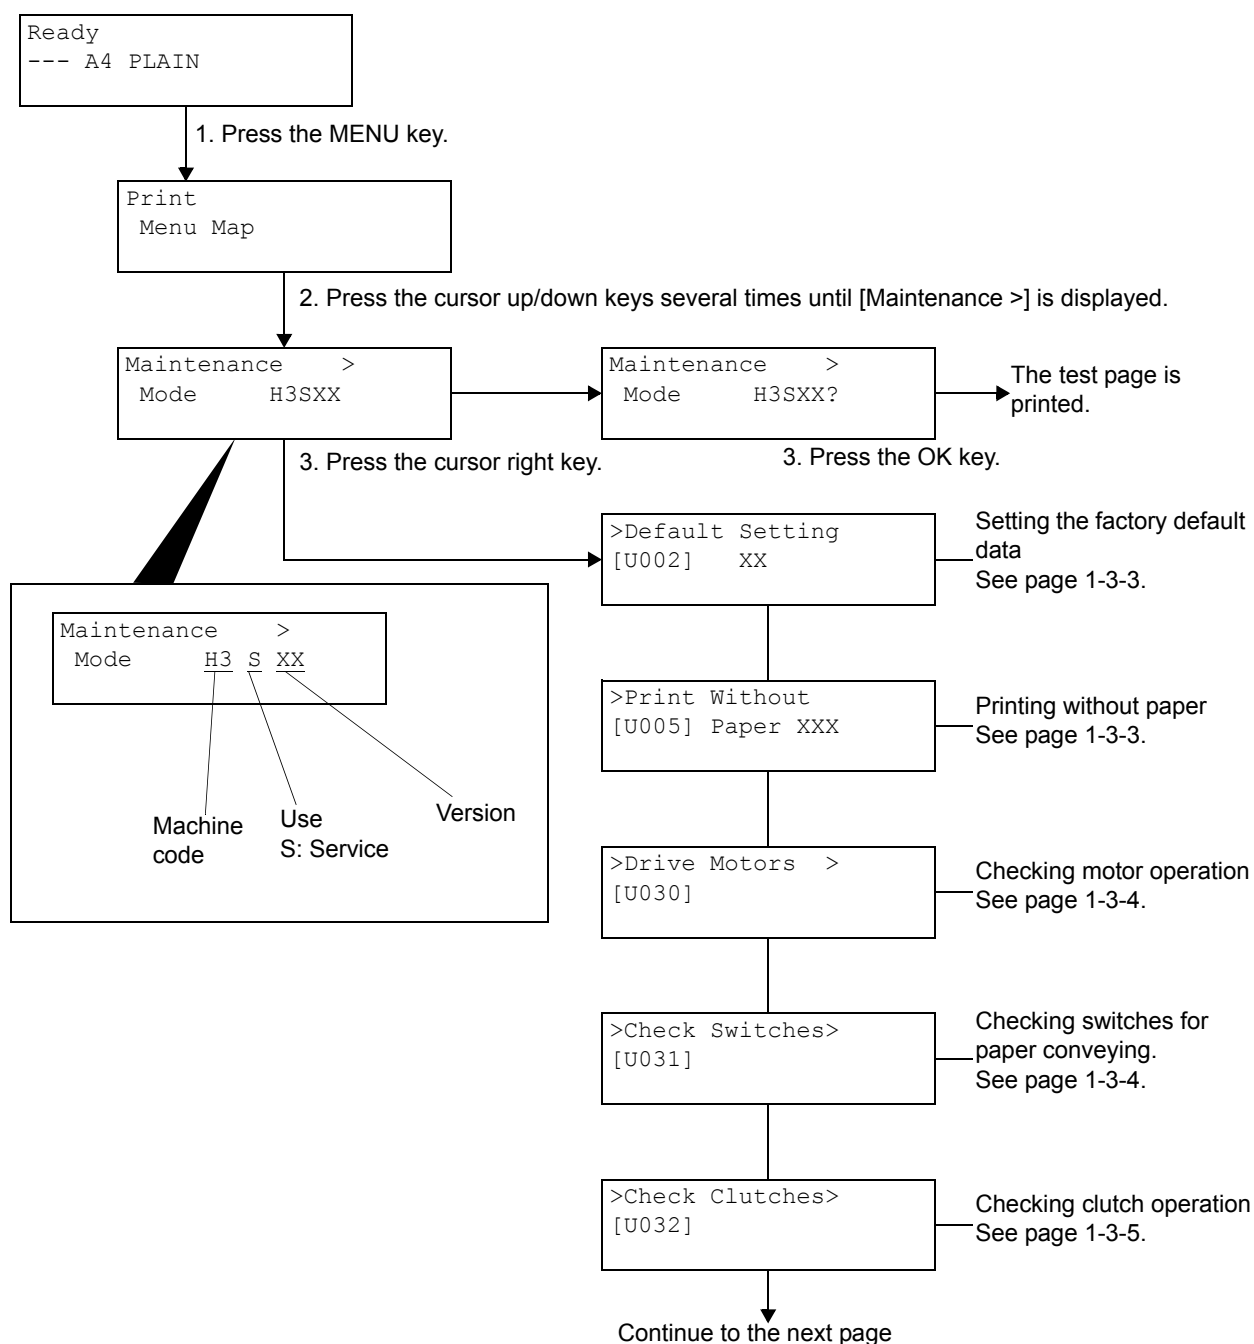 Ready
--- A4 PLAIN
1. Press the MENU key.
Print
Menu Map
2. Press the cursor up/down keys several times until [Maintenance >] is displayed.
Maintenance >
Mode H3SXX
Maintenance >
Mode H3SXX?
The test page is
printed.
3. Press the cursor right key.
3. Press the OK key.
>Default Setting
[U002] XX
Setting the factory default
data
See page 1-3-3.
Maintenance >
Mode H3 S XX
Machine
code
Use
S: Service
Version
>Print Without
[U005] Paper XXX
Printing without paper
See page 1-3-3.
>Drive Motors >
[U030]
Checking motor operation
See page 1-3-4.
>Check Switches>
[U031]
Checking switches for
paper conveying.
See page 1-3-4.
>Check Clutches>
[U032]
Checking clutch operation
See page 1-3-5.
Continue to the next page